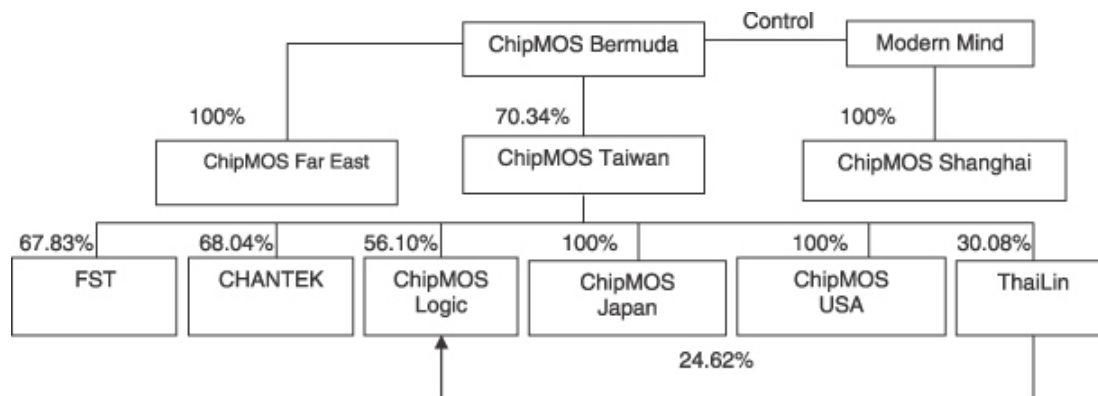 Control
ChipMOS Bermuda
Modern Mind
100%
70.34%
100%
ChipMOS Far East
ChipMOS Taiwan
ChipMOS Shanghai
67.83%
68.04%
56.10%
100%
100%
30.08%
FST
CHANTEK
ChipMOS
Logic
ChipMOS
Japan
ChipMOS
USA
ThaiLin
24.62%